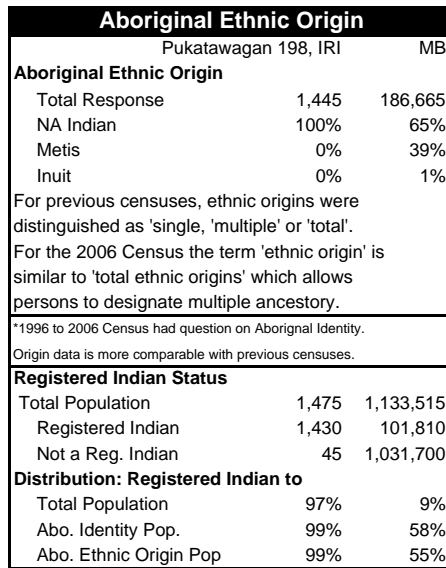 Aboriginal Ethnic Origin
Pukatawagan 198, IRI MB
Aboriginal Ethnic Origin
Total Response 1,445 186,665
NA Indian 100% 65%
Metis 0% 39%
Inuit 0% 1%
For previous censuses, ethnic origins were
distinguished as 'single, 'multiple' or 'total'.
For the 2006 Census the term 'ethnic origin' is
similar to 'total ethnic origins' which allows
persons to designate multiple ancestory.
*1996 to 2006 Census had question on Aborignal Identity.
Origin data is more comparable with previous censuses.
Registered Indian Status
Total Population 1,475 1,133,515
Registered Indian 1,430 101,810
Not a Reg. Indian 45 1,031,700
Distribution: Registered Indian to
Total Population 97% 9%
Abo. Identity Pop. 99% 58%
Abo. Ethnic Origin Pop 99% 55%